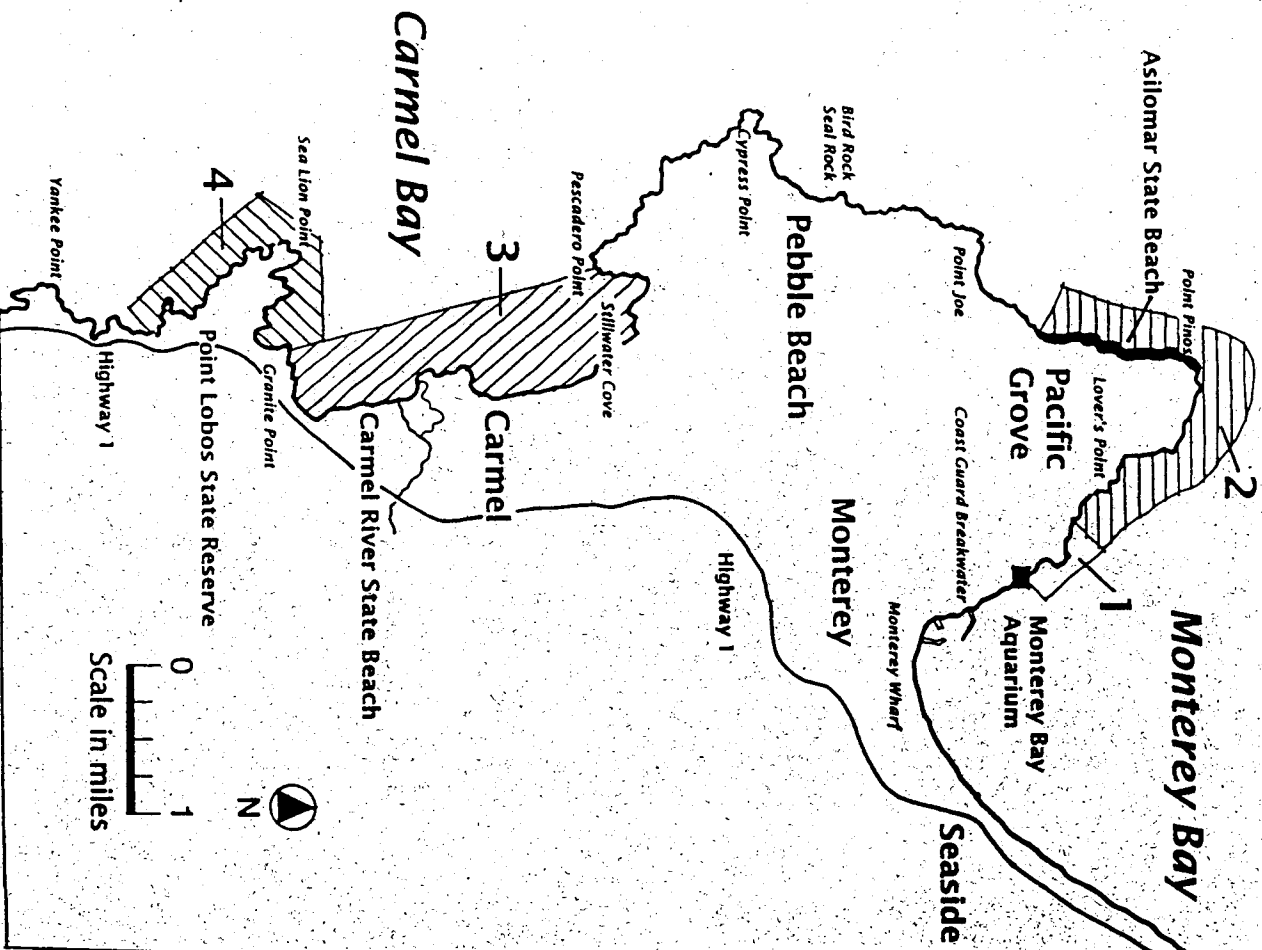 Monterey Bay
2
1
Asilomar State Beach
Point Pinos
Lover's Point
Pacific
Grove
Monterey Bay
Aquarium
Coast Guard Breakwater
Monterey Wharf
Point Joe
Seaside
Bird Rock
Seal Rock
Cypress Point
Pebble Beach
Monterey
Highway 1
Pescadero Point
Stillwater Cove
3
Carmel
Carmel Bay
Carmel River State Beach
Sea Lion Point
Granite Point
4
Point Lobos State Reserve
Yankee Point
Highway 1
N
0 1
Scale in miles